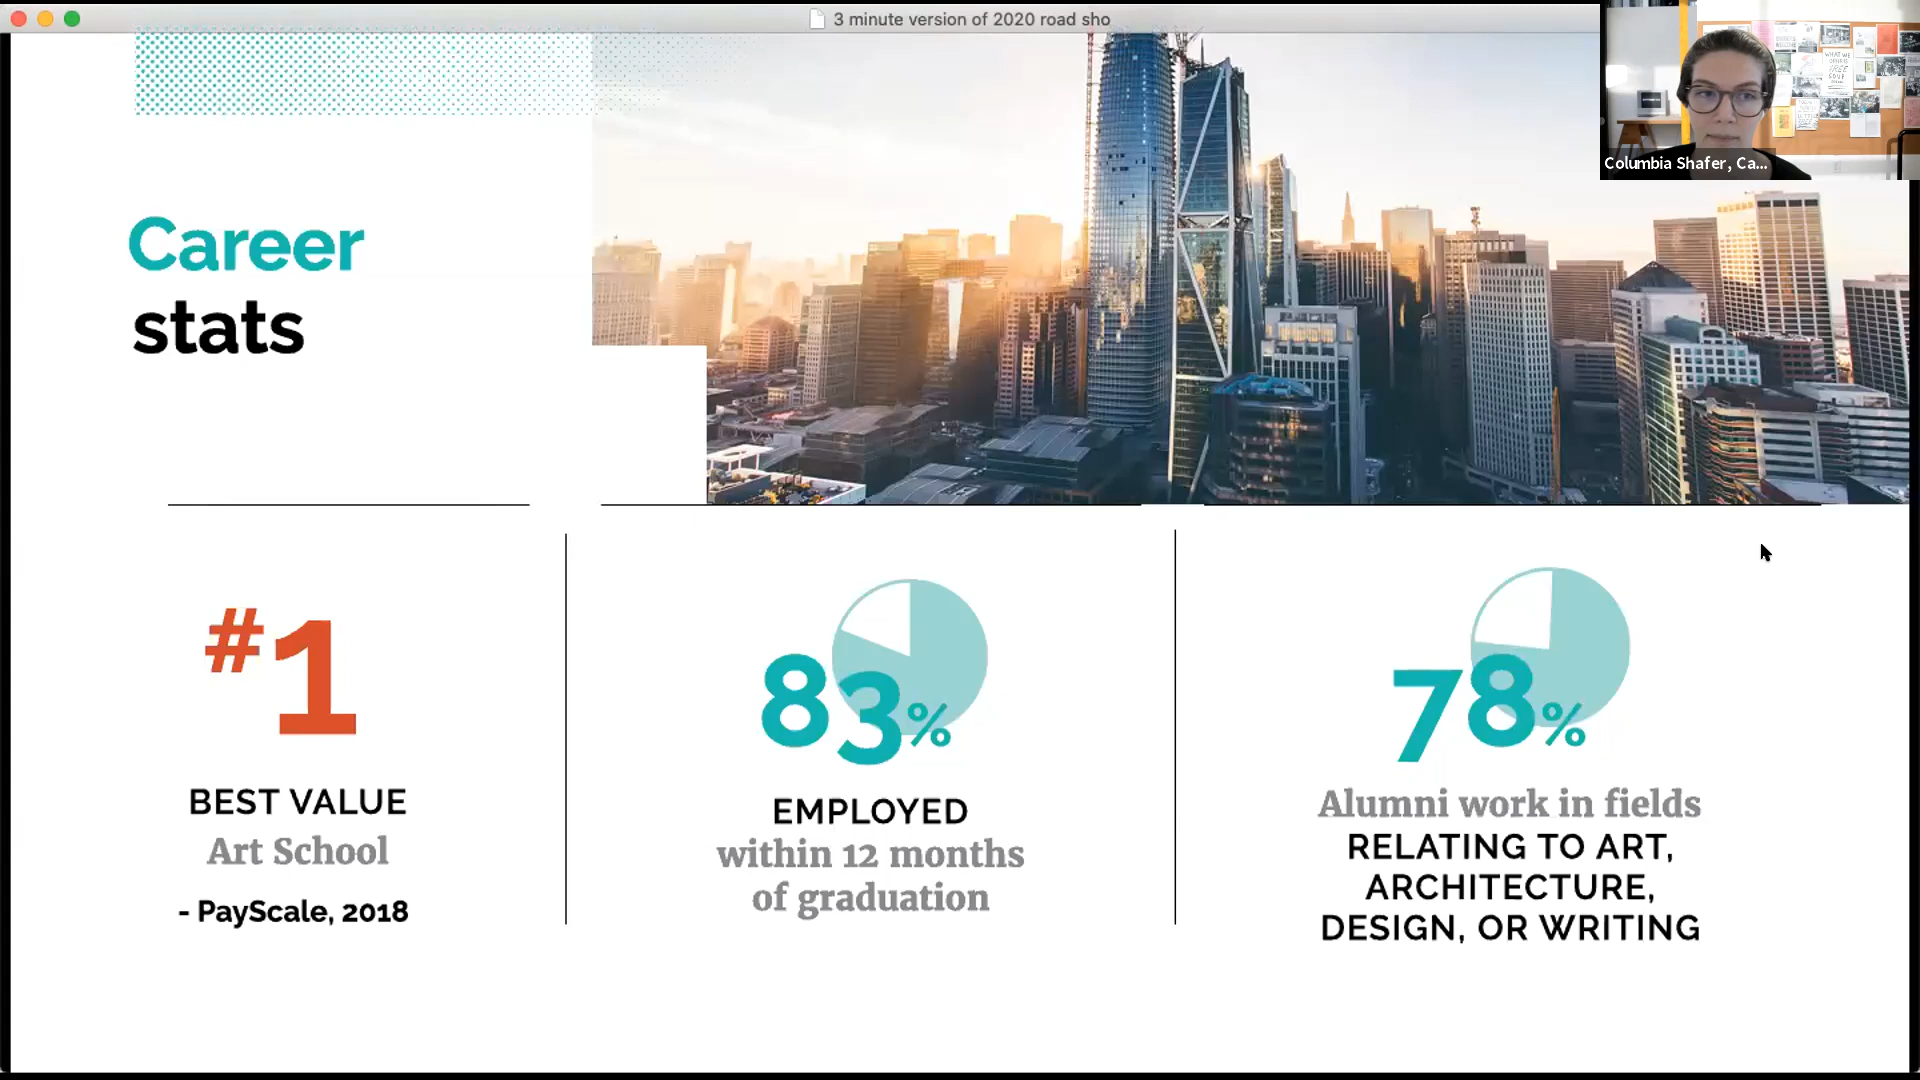 3 minute version of 2020 road sho
Columbia Shafer, Ca...
Career
stats
#1
BEST VALUE
Art School
- PayScale, 2018
83%
EMPLOYED
within 12 months
of graduation
78%
Alumni work in fields
RELATING TO ART,
ARCHITECTURE,
DESIGN, OR WRITING